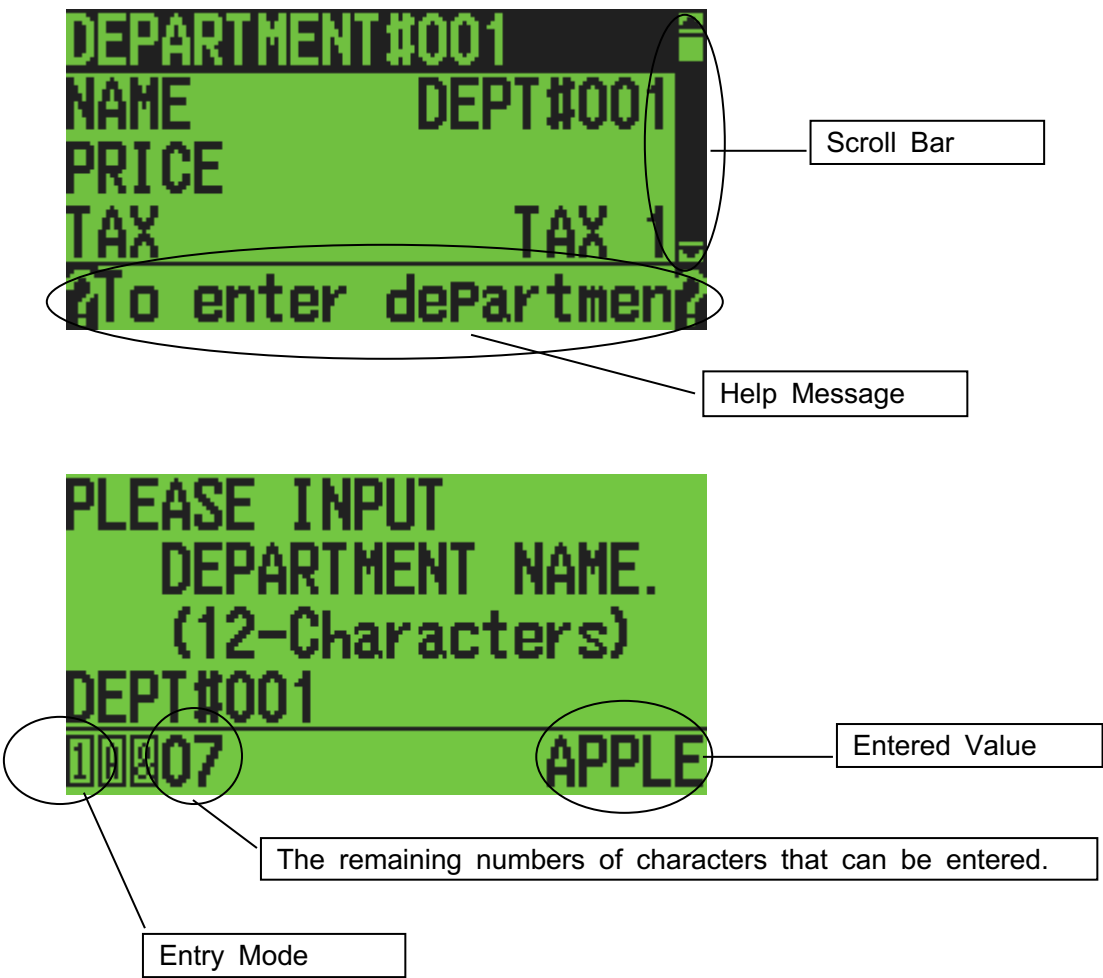 DEPARTMENT#001
NAME DEPT#001
PRICE
TAX TAX 1
?To enter departmen?
Scroll Bar
Help Message
PLEASE INPUT
DEPARTMENT NAME.
(12-Characters)
DEPT#001
1A&07 APPLE
Entered Value
The remaining numbers of characters that can be entered.
Entry Mode